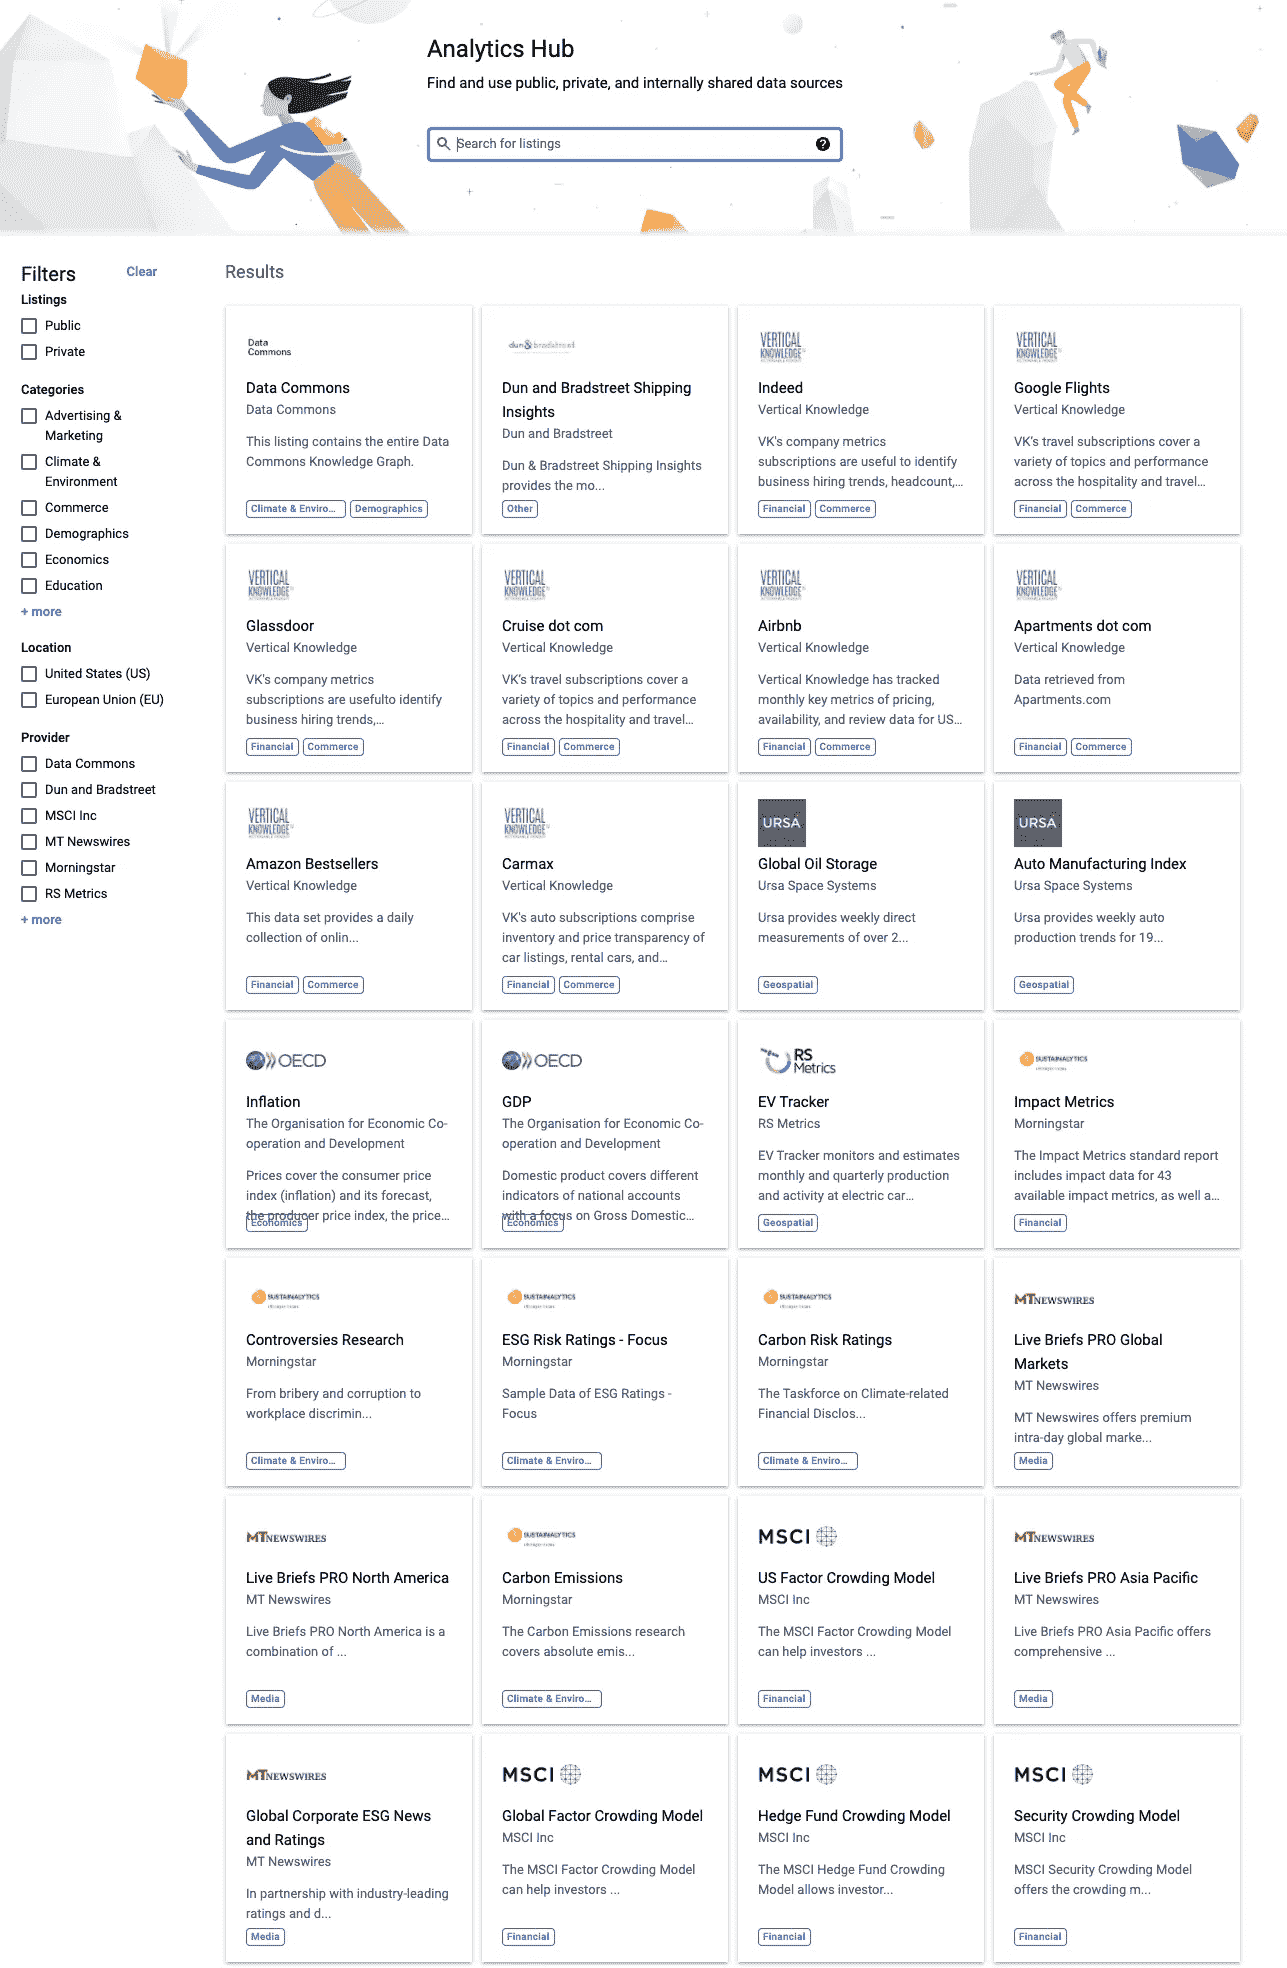 Analytics Hub
Find and use public, private, and internally shared data sources
Search for listings
?
Filters
Clear
Listings
Public
Private
Categories
Advertising &
Marketing
Climate &
Environment
Commerce
Demographics
Economics
Education
+ more
Location
United States (US)
European Union (EU)
Provider
Data Commons
Dun and Bradstreet
MSCI Inc
MT Newswires
Morningstar
RS Metrics
+ more
Results
Data
Commons
Data Commons
Data Commons
This listing contains the entire Data
Commons Knowledge Graph.
Climate & Enviro...
Demographics
dun & bradstreet
Dun and Bradstreet Shipping
Insights
Dun and Bradstreet
Dun & Bradstreet Shipping Insights
provides the mo...
Other
VERTICAL
KNOWLEDGE
Indeed
Vertical Knowledge
VK's company metrics
subscriptions are useful to identify
business hiring trends, headcount,...
Financial
Commerce
VERTICAL
KNOWLEDGE
Google Flights
Vertical Knowledge
VK's travel subscriptions cover a
variety of topics and performance
across the hospitality and travel...
Financial
Commerce
VERTICAL
KNOWLEDGE
Glassdoor
Vertical Knowledge
VK's company metrics
subscriptions are usefulto identify
business hiring trends,...
Financial
Commerce
VERTICAL
KNOWLEDGE
Cruise dot com
Vertical Knowledge
VK's travel subscriptions cover a
variety of topics and performance
across the hospitality and travel...
Financial
Commerce
VERTICAL
KNOWLEDGE
Airbnb
Vertical Knowledge
Vertical Knowledge has tracked
monthly key metrics of pricing,
availability, and review data for US...
Financial
Commerce
VERTICAL
KNOWLEDGE
Apartments dot com
Vertical Knowledge
Data retrieved from
Apartments.com
Financial
Commerce
VERTICAL
KNOWLEDGE
Amazon Bestsellers
Vertical Knowledge
This data set provides a daily
collection of onlin...
Financial
Commerce
VERTICAL
KNOWLEDGE
Carmax
Vertical Knowledge
VK's auto subscriptions comprise
inventory and price transparency of
car listings, rental cars, and...
Financial
Commerce
URSA
Global Oil Storage
Ursa Space Systems
Ursa provides weekly direct
measurements of over 2...
Geospatial
URSA
Auto Manufacturing Index
Ursa Space Systems
Ursa provides weekly auto
production trends for 19...
Geospatial
OECD
Inflation
The Organisation for Economic Co-
operation and Development
Prices cover the consumer price
index (inflation) and its forecast,
the producer price index, the price...
Economics
OECD
GDP
The Organisation for Economic Co-
operation and Development
Domestic product covers different
indicators of national accounts
with a focus on Gross Domestic...
Economics
RS
Metrics
EV Tracker
RS Metrics
EV Tracker monitors and estimates
monthly and quarterly production
and activity at electric car...
Geospatial
SUSTAINALYTICS
Impact Metrics
Morningstar
The Impact Metrics standard report
includes impact data for 43
available impact metrics, as well a...
Financial
SUSTAINALYTICS
Controversies Research
Morningstar
From bribery and corruption to
workplace discrimin...
Climate & Enviro...
SUSTAINALYTICS
ESG Risk Ratings - Focus
Morningstar
Sample Data of ESG Ratings -
Focus
Climate & Enviro...
SUSTAINALYTICS
Carbon Risk Ratings
Morningstar
The Taskforce on Climate-related
Financial Disclos...
Climate & Enviro...
MT NEWSWIRES
Live Briefs PRO Global
Markets
MT Newswires
MT Newswires offers premium
intra-day global marke...
Media
MT NEWSWIRES
Live Briefs PRO North America
MT Newswires
Live Briefs PRO North America is a
combination of ...
Media
SUSTAINALYTICS
Carbon Emissions
Morningstar
The Carbon Emissions research
covers absolute emis...
Climate & Enviro...
MSCI
US Factor Crowding Model
MSCI Inc
The MSCI Factor Crowding Model
can help investors ...
Financial
MT NEWSWIRES
Live Briefs PRO Asia Pacific
MT Newswires
Live Briefs PRO Asia Pacific offers
comprehensive ...
Media
MT NEWSWIRES
Global Corporate ESG News
and Ratings
MT Newswires
In partnership with industry-leading
ratings and d...
Media
MSCI
Global Factor Crowding Model
MSCI Inc
The MSCI Factor Crowding Model
can help investors ...
Financial
MSCI
Hedge Fund Crowding Model
MSCI Inc
The MSCI Hedge Fund Crowding
Model allows investor...
Financial
MSCI
Security Crowding Model
MSCI Inc
MSCI Security Crowding Model
offers the crowding m...
Financial